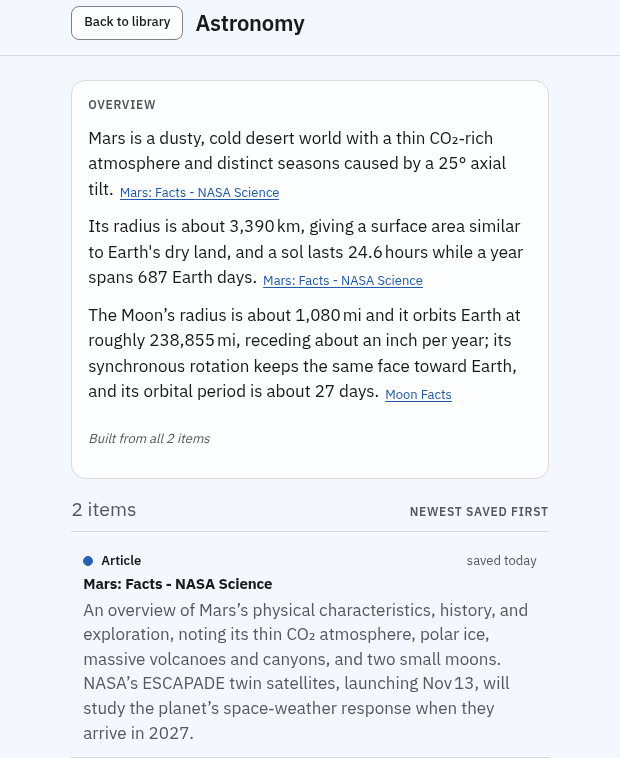 Back to library
Astronomy
OVERVIEW
Mars is a dusty, cold desert world with a thin CO₂-rich
atmosphere and distinct seasons caused by a 25° axial
tilt. Mars: Facts - NASA Science
Its radius is about 3,390 km, giving a surface area similar
to Earth's dry land, and a sol lasts 24.6 hours while a year
spans 687 Earth days. Mars: Facts - NASA Science
The Moon’s radius is about 1,080 mi and it orbits Earth at
roughly 238,855 mi, receding about an inch per year; its
synchronous rotation keeps the same face toward Earth,
and its orbital period is about 27 days. Moon Facts
Built from all 2 items
2 items
NEWEST SAVED FIRST
Article
saved today
Mars: Facts - NASA Science
An overview of Mars’s physical characteristics, history, and
exploration, noting its thin CO₂ atmosphere, polar ice,
massive volcanoes and canyons, and two small moons.
NASA’s ESCAPADE twin satellites, launching Nov 13, will
study the planet’s space-weather response when they
arrive in 2027.